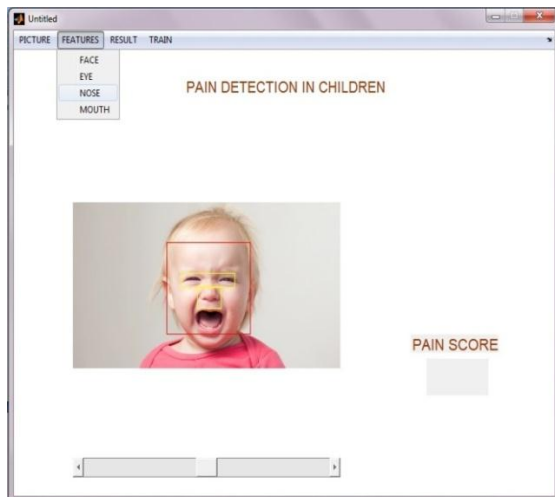 Untitled
PICTURE FEATURES RESULT TRAIN
FACE
EYE
NOSE
MOUTH
PAIN DETECTION IN CHILDREN
PAIN SCORE